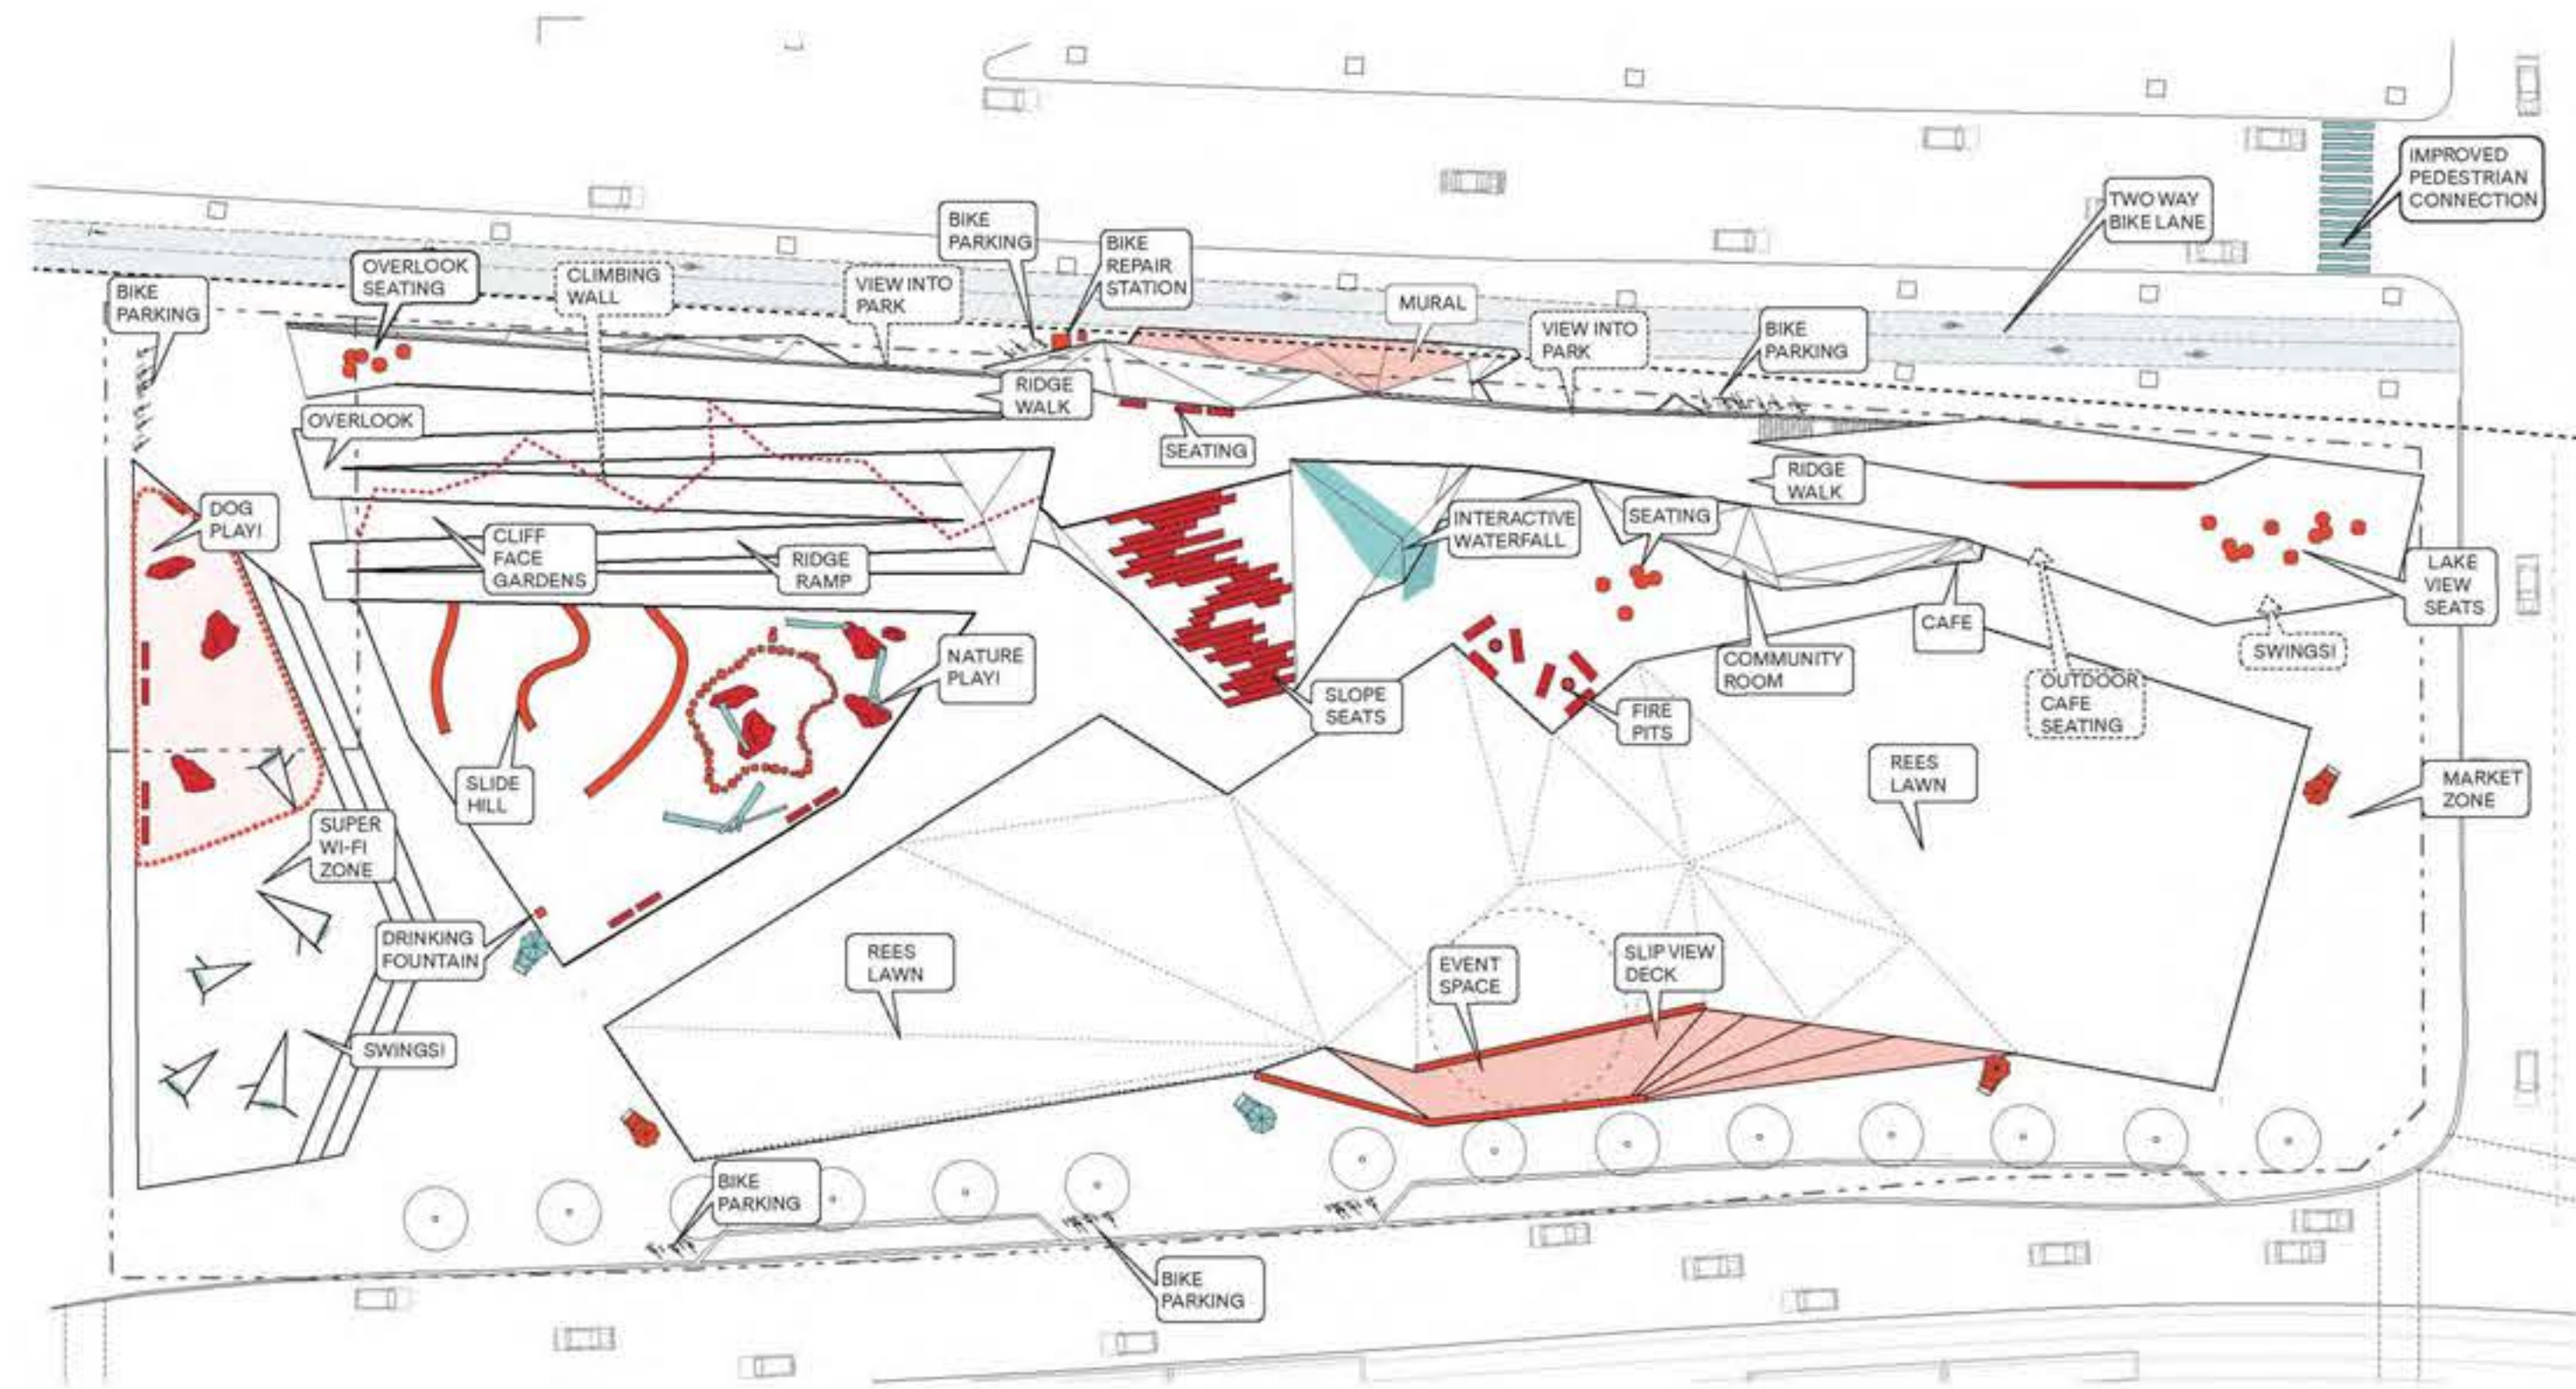 IMPROVED
PEDESTRIAN
CONNECTION
TWO WAY
BIKE LANE
BIKE
PARKING
BIKE
REPAIR
STATION
OVERLOOK
SEATING
CLIMBING
WALL
VIEW INTO
PARK
BIKE
PARKING
MURAL
VIEW INTO
PARK
BIKE
PARKING
RIDGE
WALK
OVERLOOK
SEATING
RIDGE
WALK
DOG
PLAY!
CLIFF
FACE
GARDENS
RIDGE
RAMP
INTERACTIVE
WATERFALL
SEATING
LAKE
VIEW
SEATS
CAFE
SWINGS!
NATURE
PLAY!
COMMUNITY
ROOM
SLOPE
SEATS
FIRE
PITS
OUTDOOR
CAFE
SEATING
SLIDE
HILL
REES
LAWN
MARKET
ZONE
SUPER
WI-FI
ZONE
DRINKING
FOUNTAIN
REES
LAWN
EVENT
SPACE
SLIP VIEW
DECK
SWINGS!
BIKE
PARKING
BIKE
PARKING